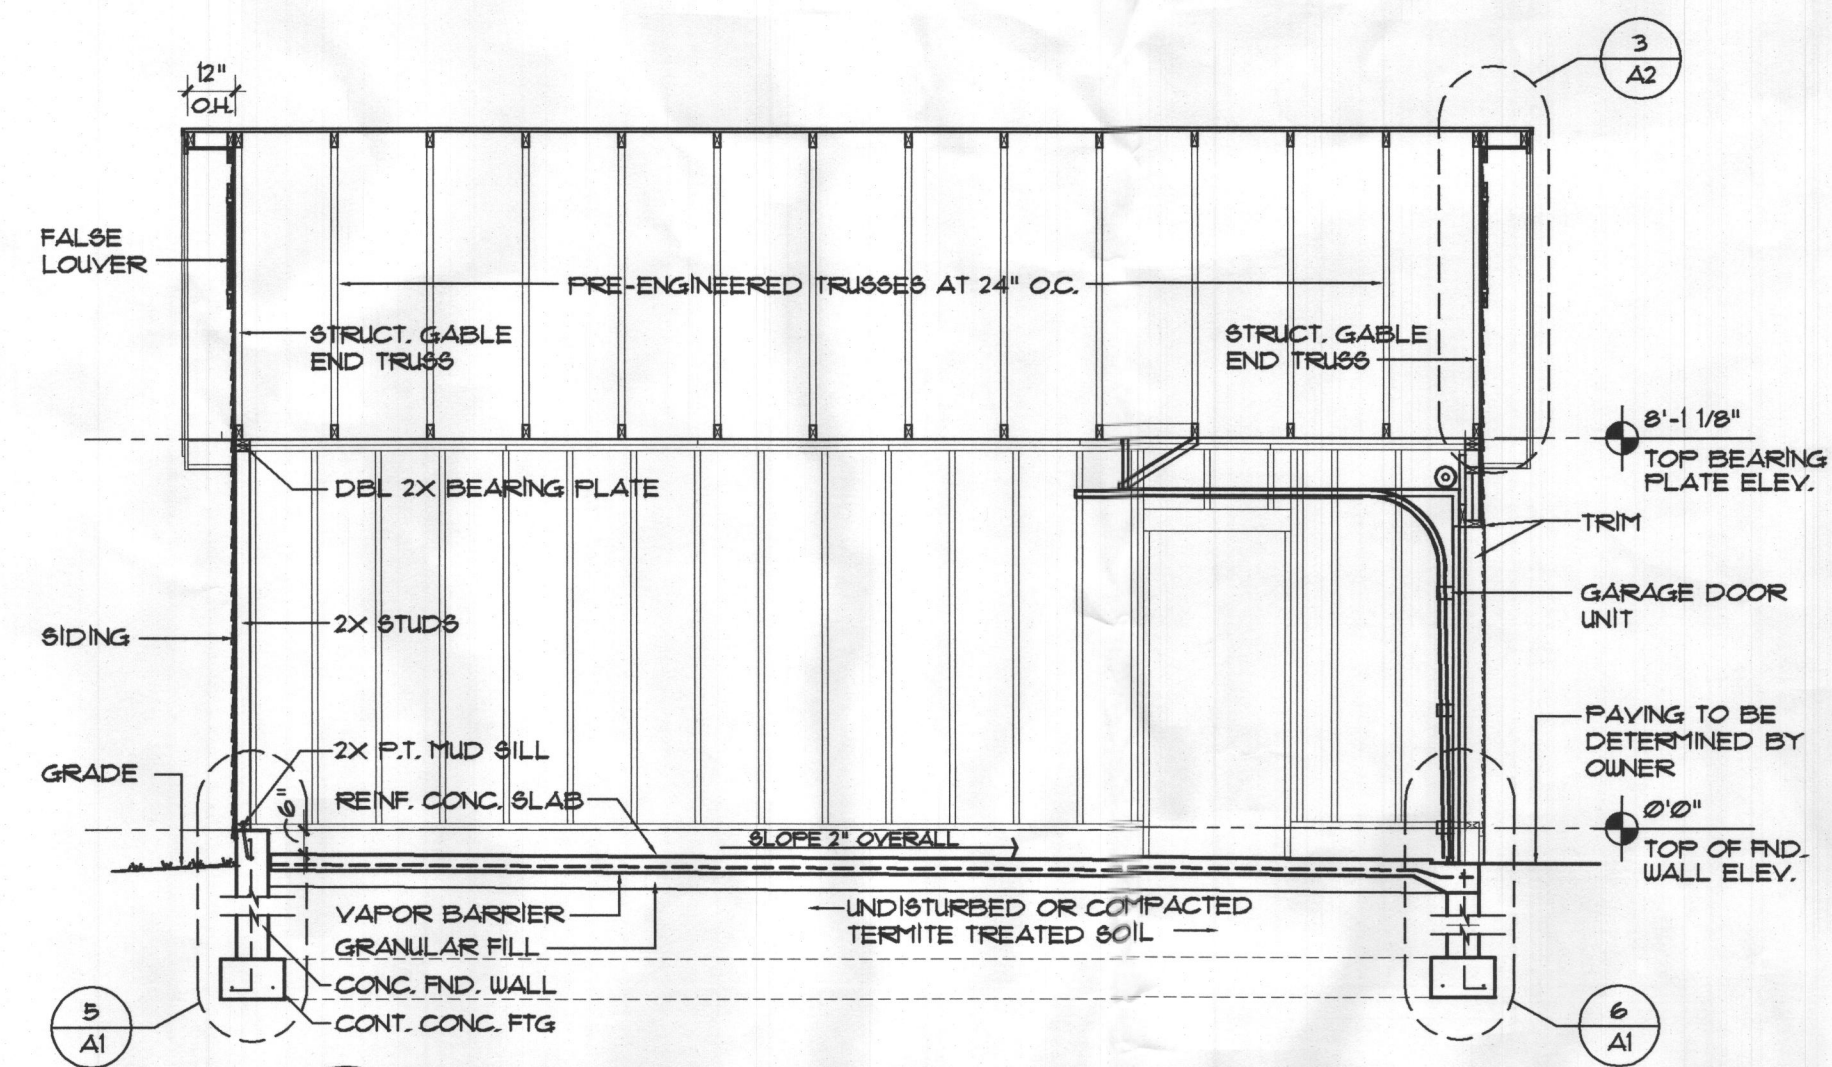 3
A2
12"
O.H.
FALSE
LOUVER
PRE-ENGINEERED TRUSSES AT 24" O.C.
STRUCT. GABLE
END TRUSS
STRUCT. GABLE
END TRUSS
8'-1 1/8"
TOP BEARING
PLATE ELEV.
DBL 2X BEARING PLATE
TRIM
GARAGE DOOR
UNIT
SIDING
2X STUDS
PAVING TO BE
DETERMINED BY
OWNER
2X P.T. MUD SILL
GRADE
REINF. CONC. SLAB
6"
SLOPE 2" OVERALL
0'0"
TOP OF FND.
WALL ELEV.
VAPOR BARRIER
GRANULAR FILL
UNDISTURBED OR COMPACTED
TERMITE TREATED SOIL
CONC. FND. WALL
CONT. CONC. FTG
5
A1
6
A1